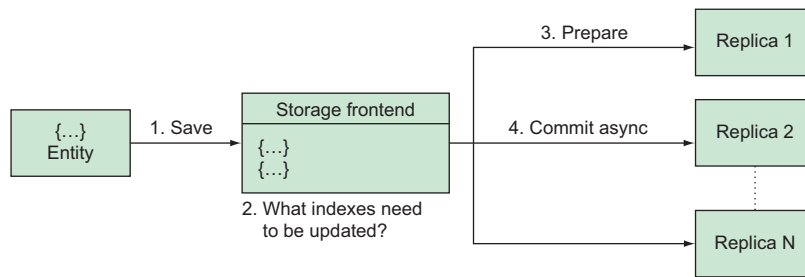 3. Prepare
Replica 1
{...}
Entity
1. Save
Storage frontend
{...}
{...}
4. Commit async
Replica 2
2. What indexes need
to be updated?
Replica N